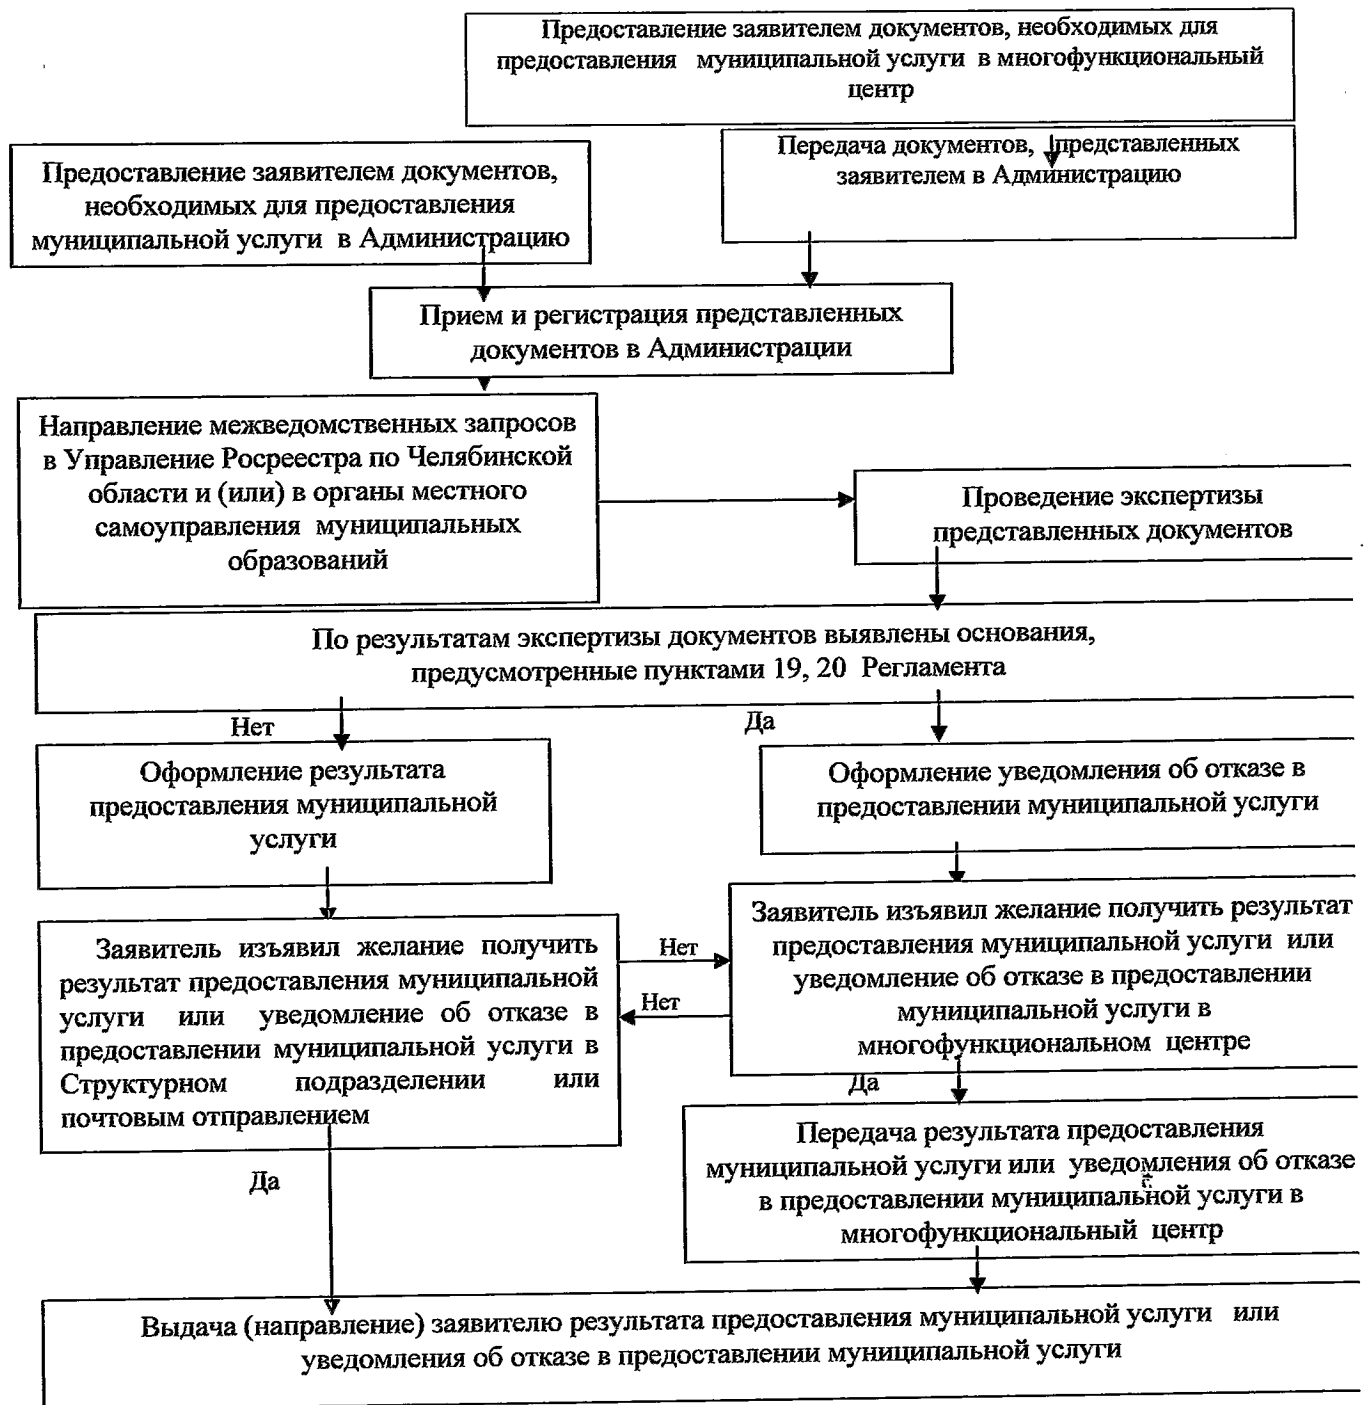 Предоставление заявителем документов, необходимых для
предоставления муниципальной услуги в многофункциональный
центр
Передача документов, представленных
заявителем в Администрацию
Предоставление заявителем документов,
необходимых для предоставления
муниципальной услуги в Администрацию
Прием и регистрация представленных
документов в Администрации
Направление межведомственных запросов
в Управление Росреестра по Челябинской
области и (или) в органы местного
самоуправления муниципальных
образований
Проведение экспертизы
представленных документов
По результатам экспертизы документов выявлены основания,
предусмотренные пунктами 19, 20 Регламента
Нет
Да
Оформление результата
предоставления муниципальной
услуги
Оформление уведомления об отказе в
предоставлении муниципальной услуги
Заявитель изъявил желание получить
результат предоставления муниципальной
услуги или уведомление об отказе в
предоставлении муниципальной услуги в
Структурном подразделении или
почтовым отправлением
Нет
Нет
Заявитель изъявил желание получить результат
предоставления муниципальной услуги или
уведомление об отказе в предоставлении
муниципальной услуги в
многофункциональном центре
Да
Да
Передача результата предоставления
муниципальной услуги или уведомления об отказе
в предоставлении муниципальной услуги в
многофункциональный центр
Выдача (направление) заявителю результата предоставления муниципальной услуги или
уведомления об отказе в предоставлении муниципальной услуги